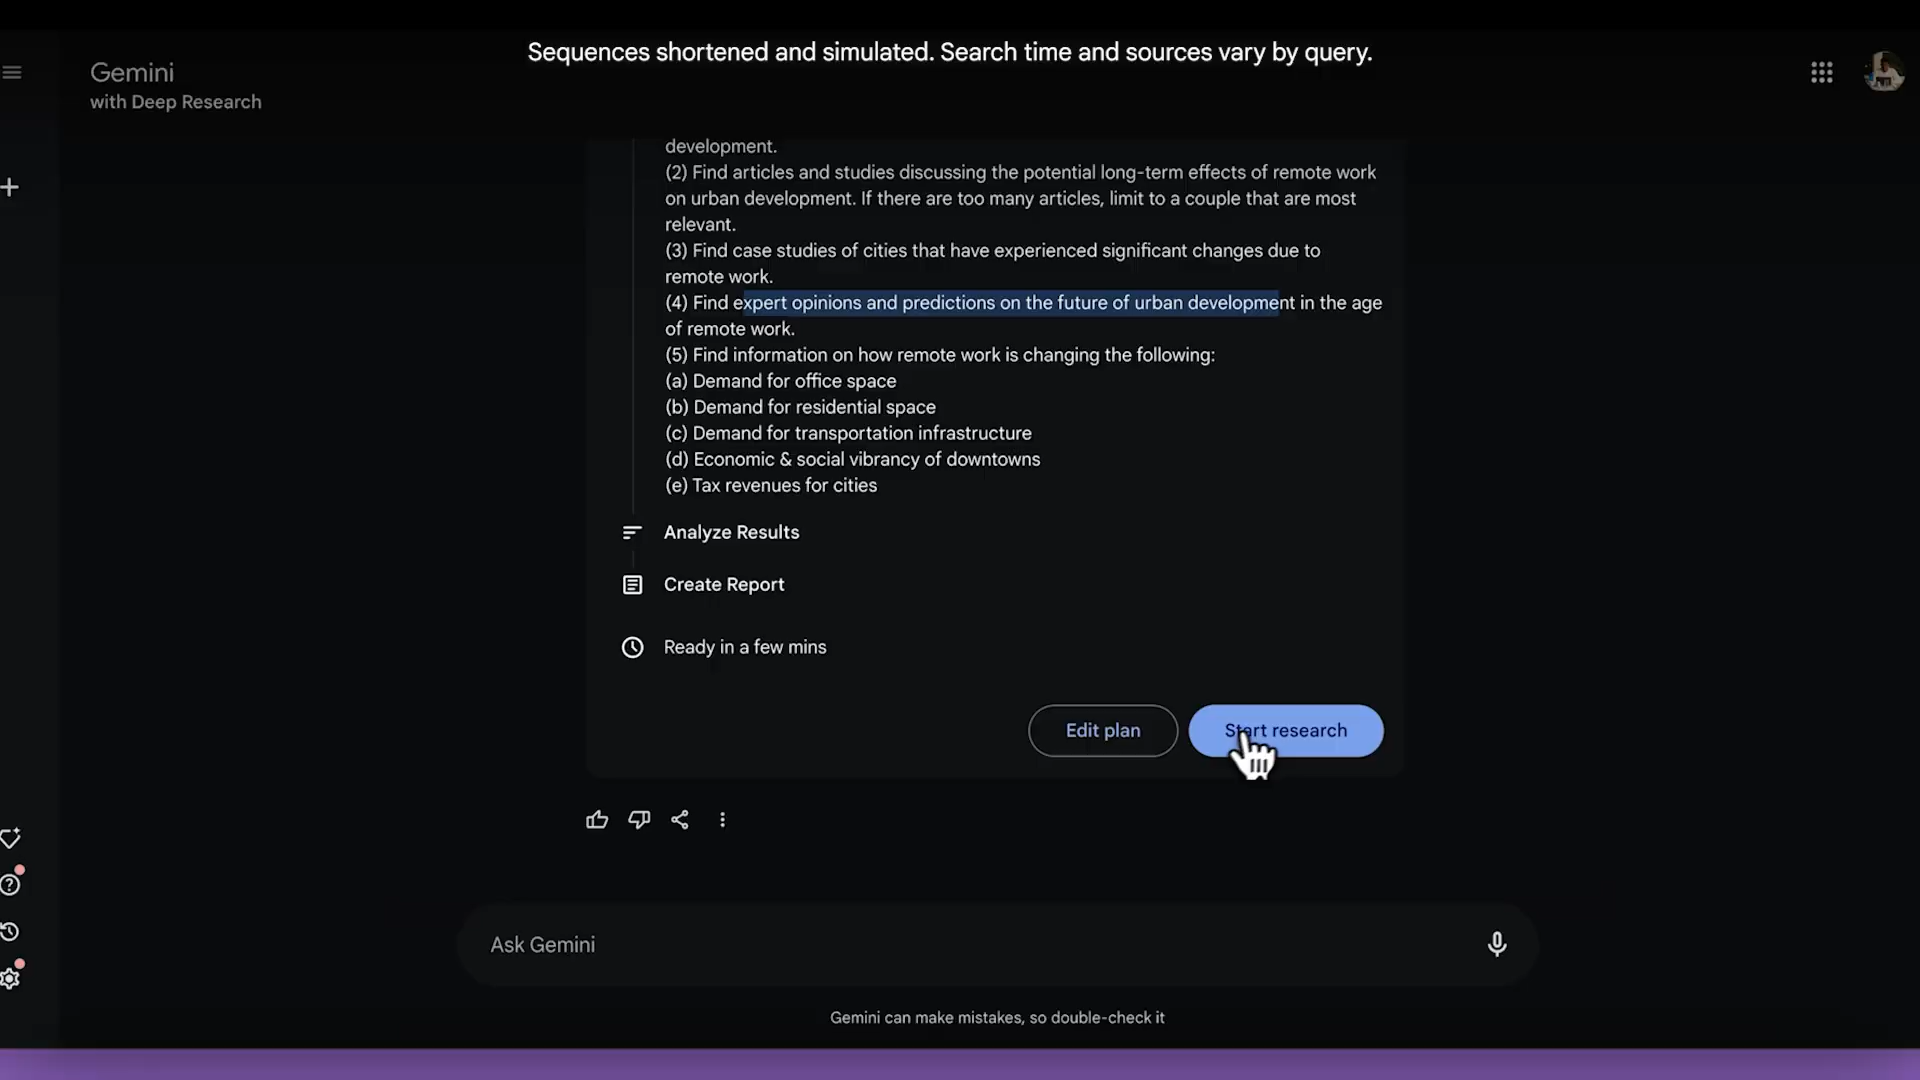 Sequences shortened and simulated. Search time and sources vary by query.
Gemini
with Deep Research
development.
(2) Find articles and studies discussing the potential long-term effects of remote work
on urban development. If there are too many articles, limit to a couple that are most
relevant.
(3) Find case studies of cities that have experienced significant changes due to
remote work.
(4) Find expert opinions and predictions on the future of urban development in the age
of remote work.
(5) Find information on how remote work is changing the following:
(a) Demand for office space
(b) Demand for residential space
(c) Demand for transportation infrastructure
(d) Economic & social vibrancy of downtowns
(e) Tax revenues for cities
Analyze Results
Create Report
Ready in a few mins
Edit plan
Start research
Ask Gemini
Gemini can make mistakes, so double-check it